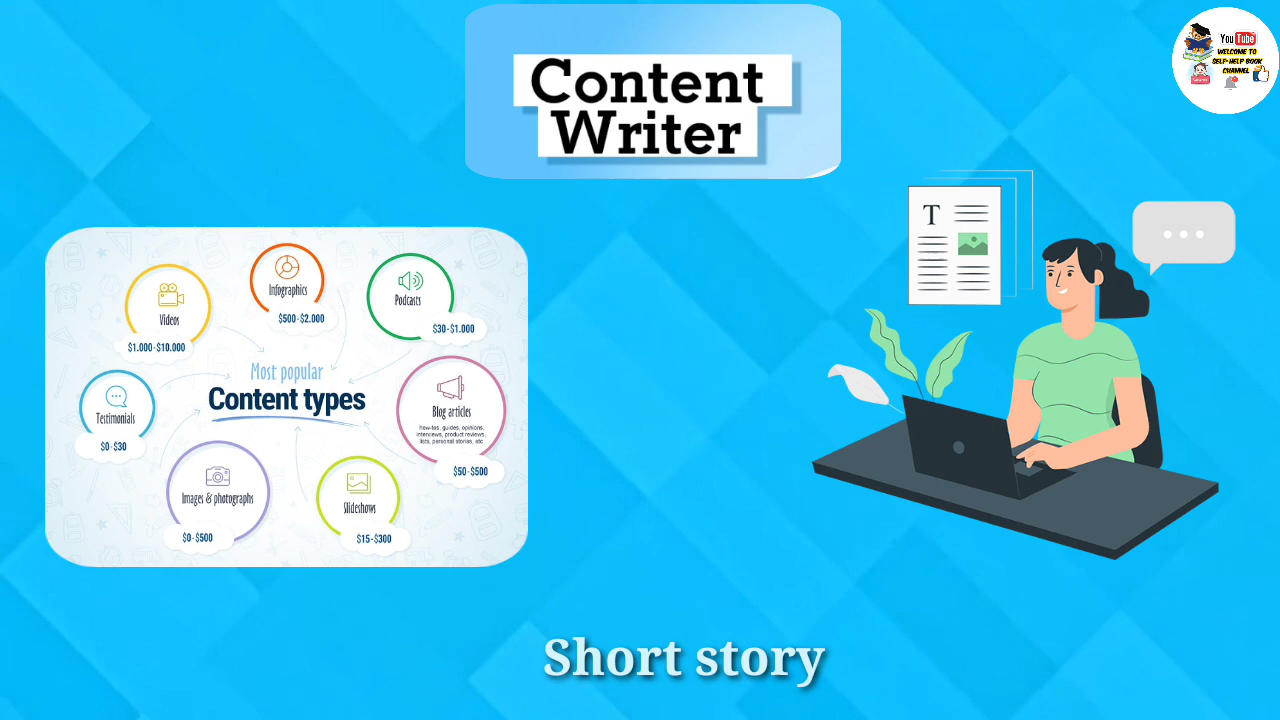 Content
Writer
You Tube
WELCOME TO
SELF-HELP BOOK
CHANNEL
T
Videos
$1.000-$10.000
Infographics
$500-$2.000
Podcasts
$30-$1.000
Most popular
Content types
Testimonials
$0-$30
Blog articles
how-tos, guides, opinions,
interviews, product reviews,
lists, personal stories, etc
$50-$500
Images & photographs
$0-$500
Slideshows
$15-$300
Short story